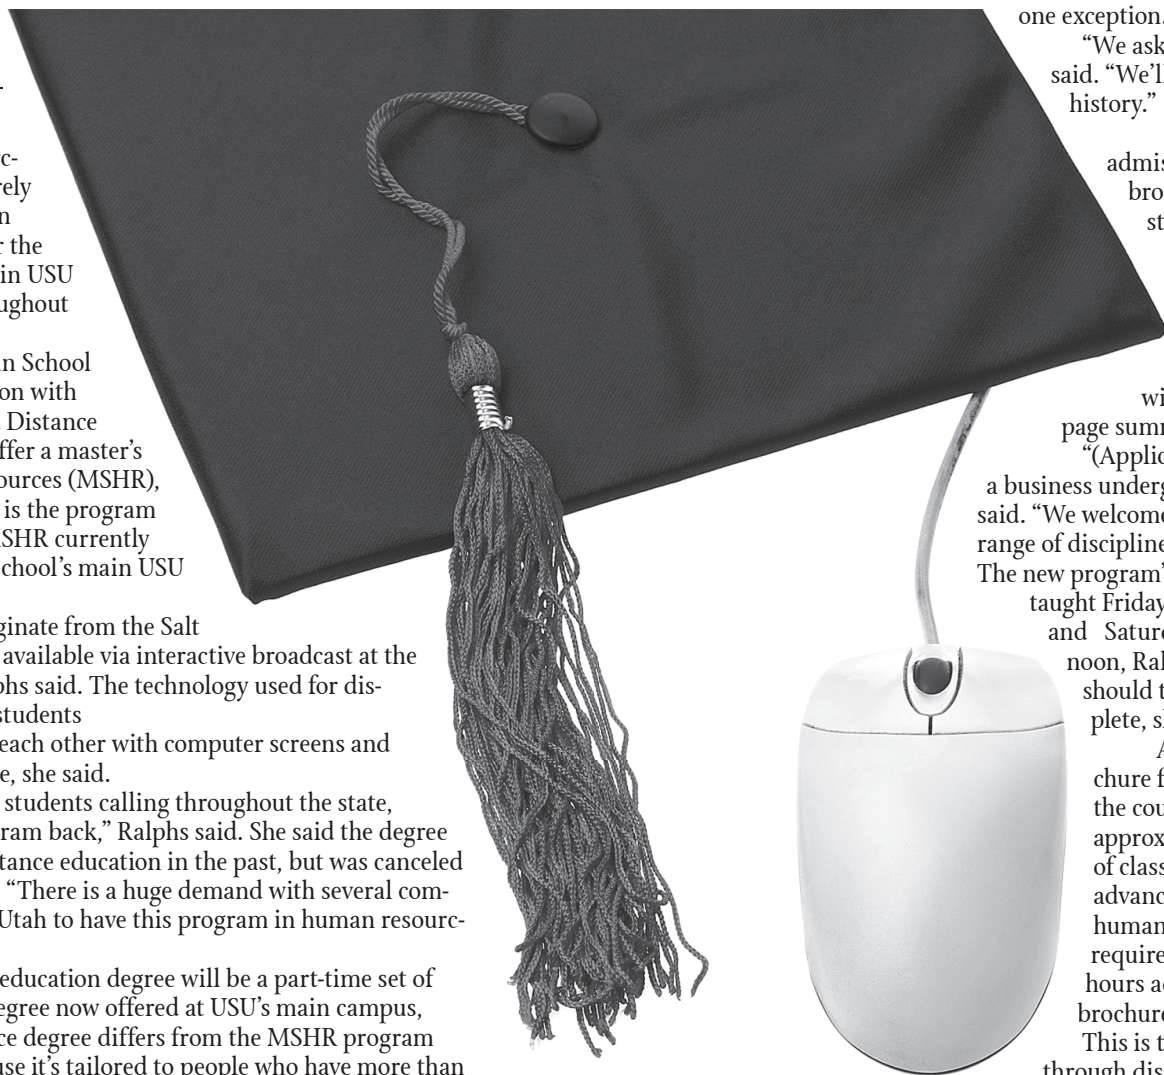 rely
the
in USU
ughout
in School
on with
Distance
ffer a master's
ources (MSHR),
is the program
SHR currently
chool's main USU
ginate from the Salt
available via interactive broadcast at the
phs said. The technology used for dis-
students
each other with computer screens and
e, she said.
students calling throughout the state,
ram back,” Ralphs said. She said the degree
tance education in the past, but was canceled
“There is a huge demand with several com-
Utah to have this program in human resourc-
education degree will be a part-time set of
egree now offered at USU's main campus,
ce degree differs from the MSHR program
use it's tailored to people who have more than
one exception.
“We ask
said. “We'll
history.”
admis
bro
st
wi
page sum
“(Applic
a business underg
said. “We welcome
range of discipline
The new program'
taught Friday
and Satur
noon, Ral
should t
plete, s
chure f
the cou
approx
of class
advanc
human
require
hours a
brochure
This is t
through dis